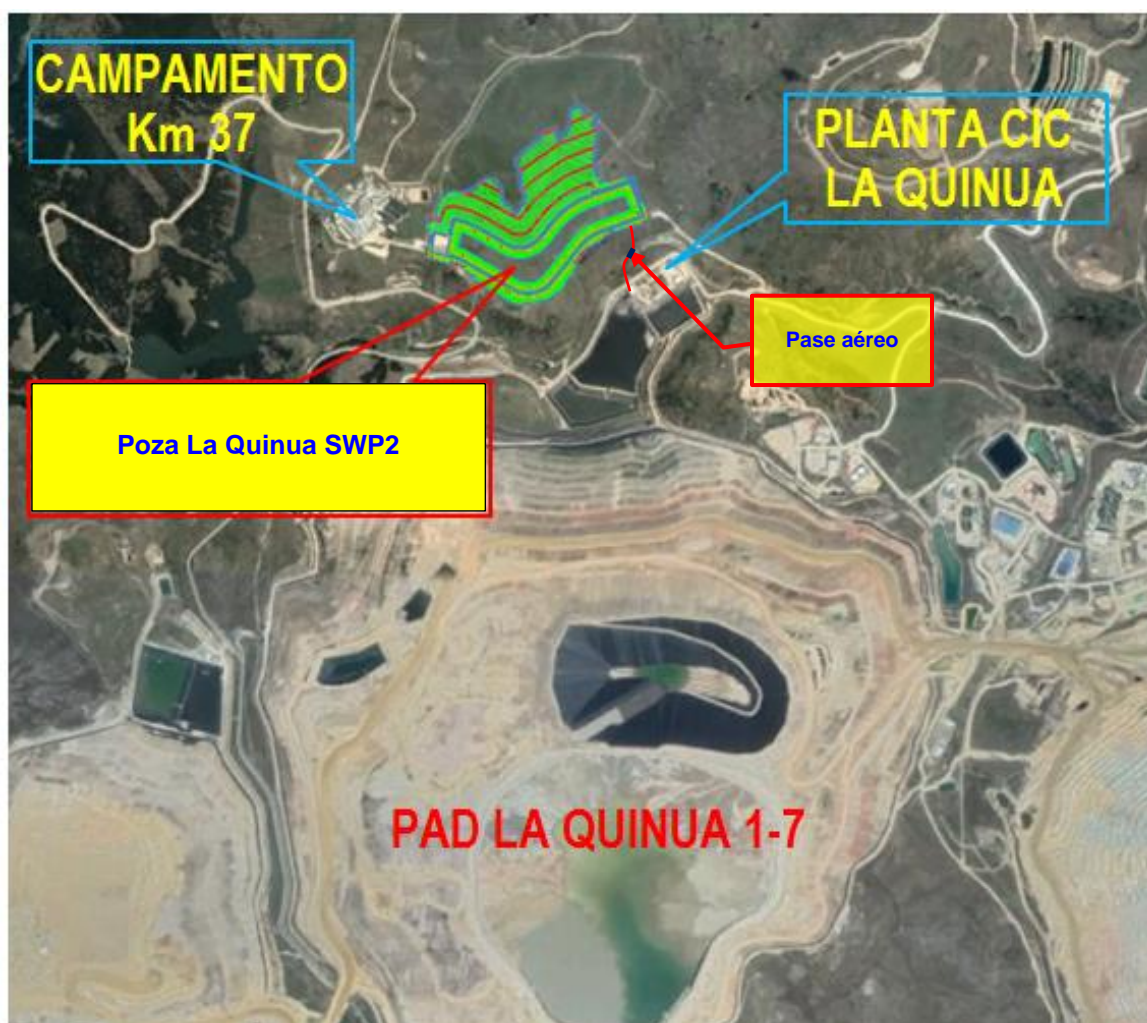 CAMPAMENTO
Km 37
PLANTA CIC
LA QUINUA
Pase aéreo
Poza La Quinua SWP2
PAD LA QUINUA 1-7